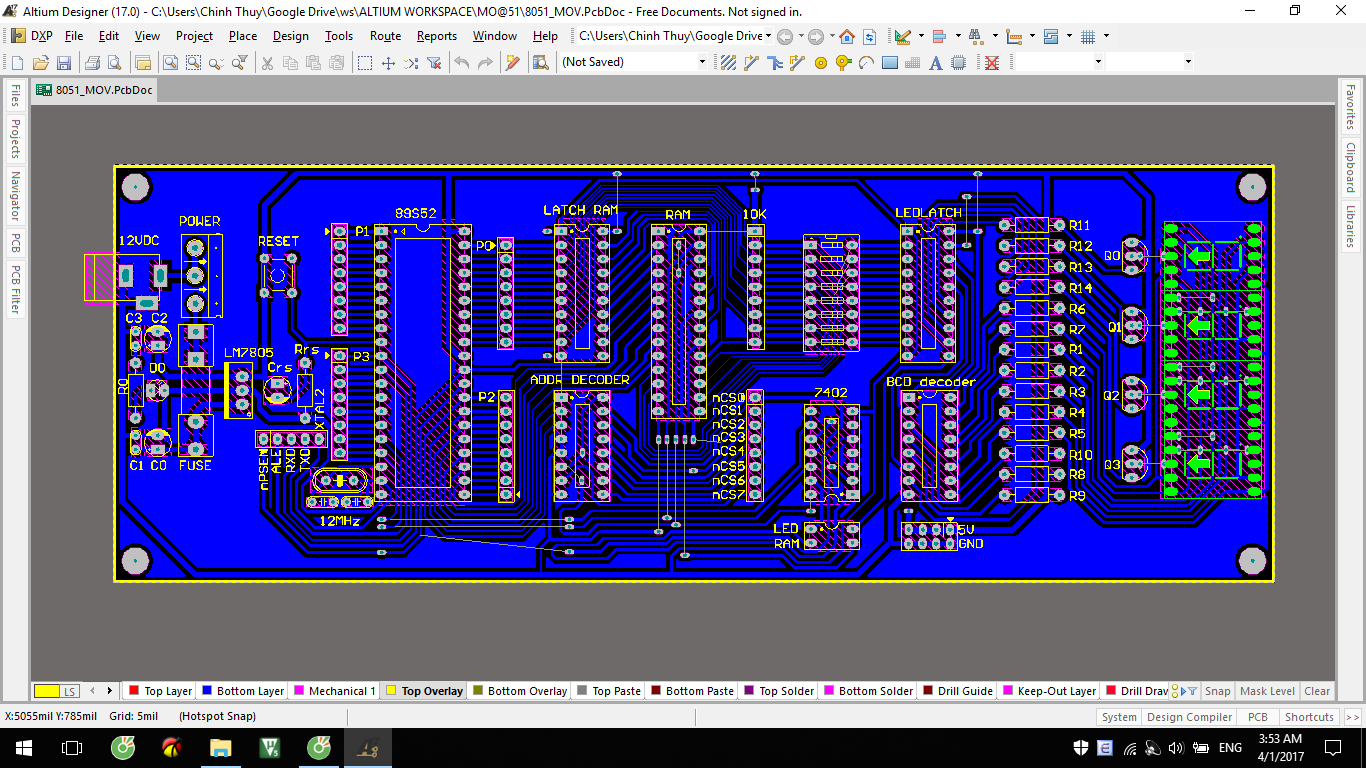 Altium Designer (17.0) - C:\Users\Chinh Thuy\Google Drive\ws\ALTIUM WORKSPACE\MO@51\8051_MOV.PcbDoc - Free Documents. Not signed in.
DXP File Edit View Project Place Design Tools Route Reports Window Help C:\Users\Chinh Thuy\Google Drive
(Not Saved)
8051_MOV.PcbDoc
Files
Projects
Navigator
PCB
PCB Filter
Favorites
Clipboard
Libraries
12VDC
POWER
RESET
P1
89S52
P0
LATCH RAM
RAM
10K
LEDLATCH
R11
R12
R13
R14
R6
R7
R1
R2
R3
R4
R5
R10
R8
R9
Q0
Q1
Q2
Q3
C3 C2
LM7805
Rrs
Crs
P3
R0
XTAL2
P2
ADDR DECODER
7402
BCD decoder
nCS0
nCS1
nCS2
nCS3
nCS4
nCS5
nCS6
nCS7
C1 C0 FUSE
nPSEN
ALE
RXD
TXD
12MHz
LED
RAM
5V
GND
LS Top Layer Bottom Layer Mechanical 1 Top Overlay Bottom Overlay Top Paste Bottom Paste Top Solder Bottom Solder Drill Guide Keep-Out Layer Drill Draw Snap Mask Level Clear
X:5055mil Y:785mil Grid: 5mil (Hotspot Snap) System Design Compiler PCB Shortcuts >>
ENG
3:53 AM
4/1/2017